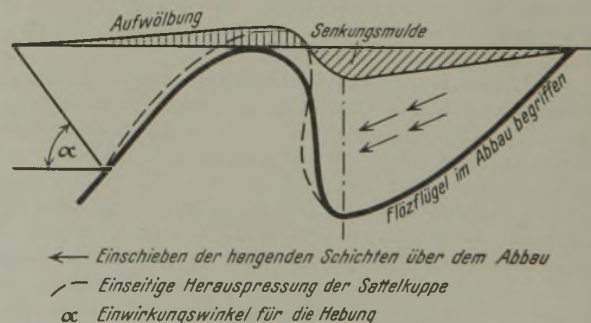 Aufwölbung
Senkungsmulde
α
Flözflügel im Abbau begriffen
Einschieben der hangenden Schichten über dem Abbau
Einseitige Herauspressung der Sattelkuppe
α Einwirkungswinkel für die Hebung